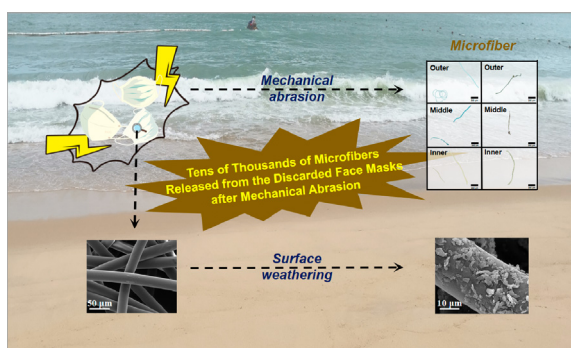 Microfiber
Mechanical
abrasion
Outer
Outer
Middle
Middle
Inner
Inner
Tens of Thousands of Microfibers
Released from the Discarded Face Masks
after Mechanical Abrasion
Surface
weathering
50 μm
10 μm